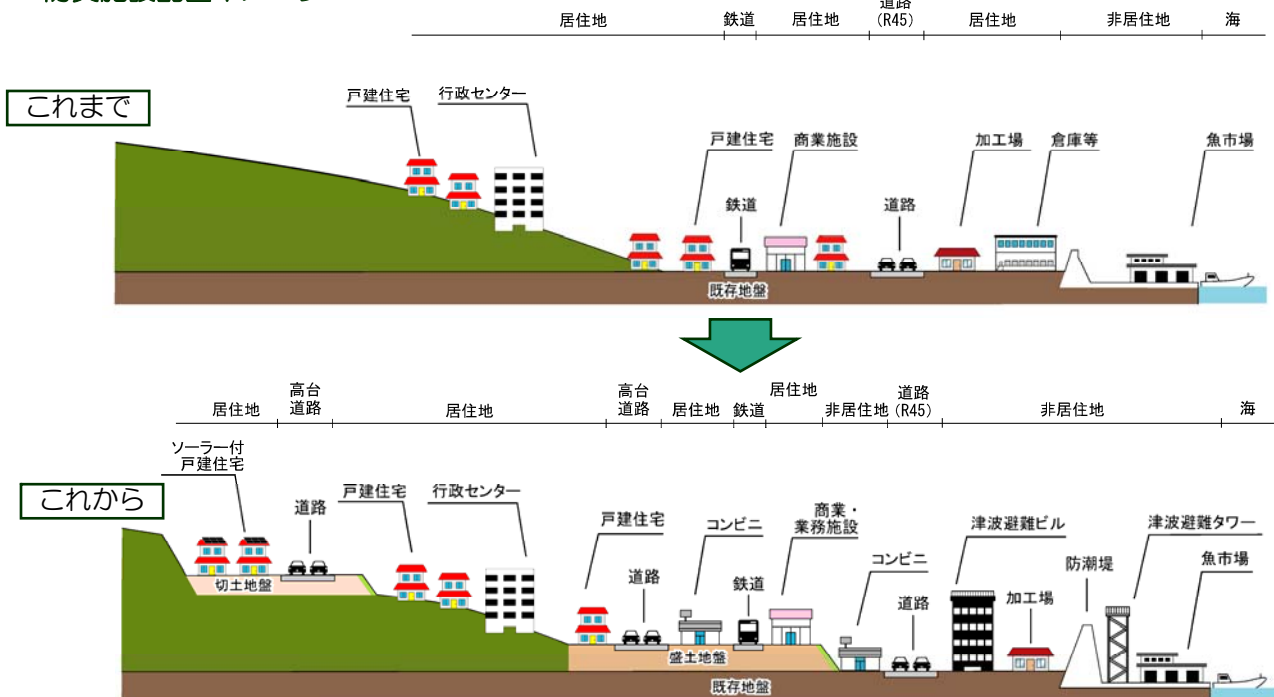 居住地
鉄道
居住地
道路
(R45)
居住地
非居住地
海
これまで
戸建住宅
行政センター
戸建住宅
商業施設
加工場
倉庫等
魚市場
鉄道
道路
既存地盤
居住地
高台
道路
居住地
高台
道路
居住地
鉄道
居住地
非居住地
道路
(R45)
非居住地
海
これから
ソーラー付
戸建住宅
道路
戸建住宅
行政センター
戸建住宅
道路
コンビニ
鉄道
商業・
業務施設
コンビニ
道路
津波避難ビル
加工場
防潮堤
津波避難タワー
魚市場
切土地盤
盛土地盤
既存地盤